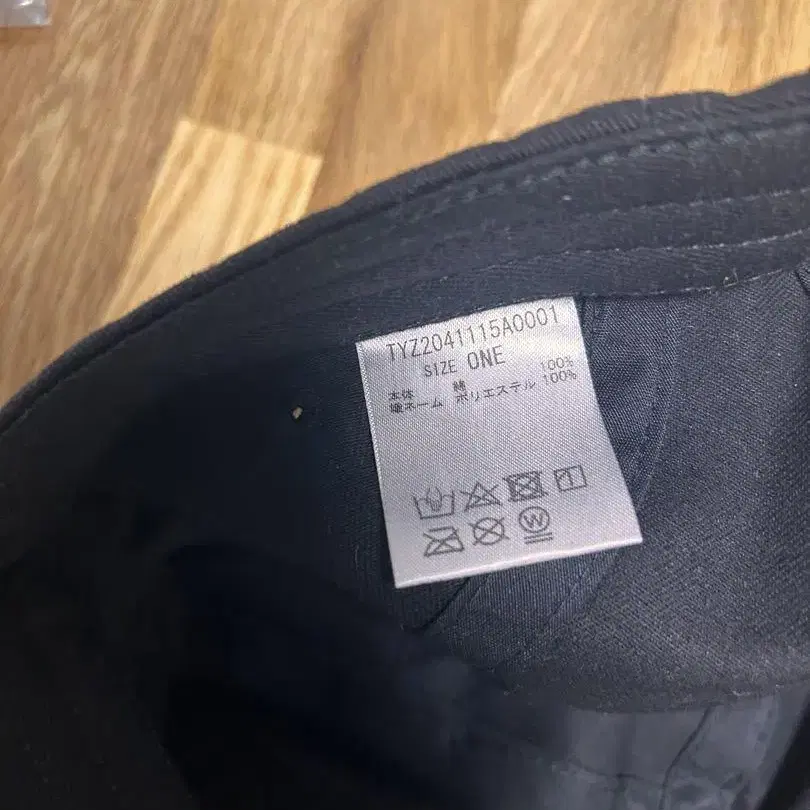 TYZ2041115A0001
SIZE ONE
本体 綿 100%
織ネーム ポリエステル 100%
W